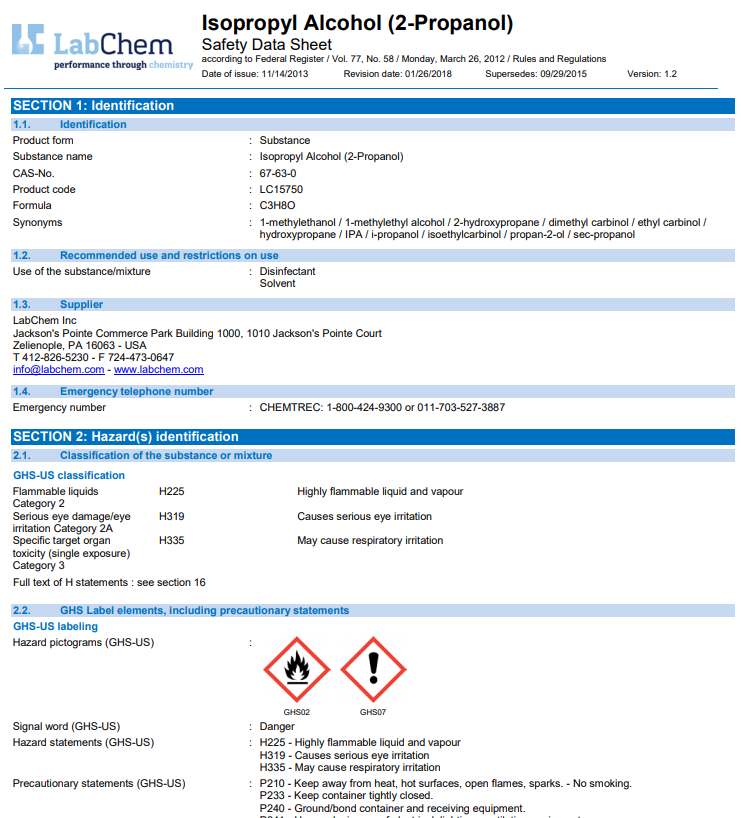 Isopropyl Alcohol (2-Propanol)
LabChem
performance through chemistry
Safety Data Sheet
according to Federal Register / Vol. 77, No. 58 / Monday, March 26, 2012 / Rules and Regulations
Date of issue: 11/14/2013 Revision date: 01/26/2018 Supersedes: 09/29/2015 Version: 1.2
SECTION 1: Identification
1.1. Identification
Product form : Substance
Substance name : Isopropyl Alcohol (2-Propanol)
CAS-No. : 67-63-0
Product code : LC15750
Formula : C3H8O
Synonyms : 1-methylethanol / 1-methylethyl alcohol / 2-hydroxypropane / dimethyl carbinol / ethyl carbinol /
hydroxypropane / IPA / i-propanol / isoethylcarbinol / propan-2-ol / sec-propanol
1.2. Recommended use and restrictions on use
Use of the substance/mixture : Disinfectant
Solvent
1.3. Supplier
LabChem Inc
Jackson's Pointe Commerce Park Building 1000, 1010 Jackson's Pointe Court
Zelienople, PA 16063 - USA
T 412-826-5230 - F 724-473-0647
info@labchem.com - www.labchem.com
1.4. Emergency telephone number
Emergency number : CHEMTREC: 1-800-424-9300 or 011-703-527-3887
SECTION 2: Hazard(s) identification
2.1. Classification of the substance or mixture
GHS-US classification
Flammable liquids H225 Highly flammable liquid and vapour
Category 2
Serious eye damage/eye H319 Causes serious eye irritation
irritation Category 2A
Specific target organ H335 May cause respiratory irritation
toxicity (single exposure)
Category 3
Full text of H statements : see section 16
2.2. GHS Label elements, including precautionary statements
GHS-US labeling
Hazard pictograms (GHS-US) :
GHS02 GHS07
Signal word (GHS-US) : Danger
Hazard statements (GHS-US) : H225 - Highly flammable liquid and vapour
H319 - Causes serious eye irritation
H335 - May cause respiratory irritation
Precautionary statements (GHS-US) : P210 - Keep away from heat, hot surfaces, open flames, sparks. - No smoking.
P233 - Keep container tightly closed.
P240 - Ground/bond container and receiving equipment.